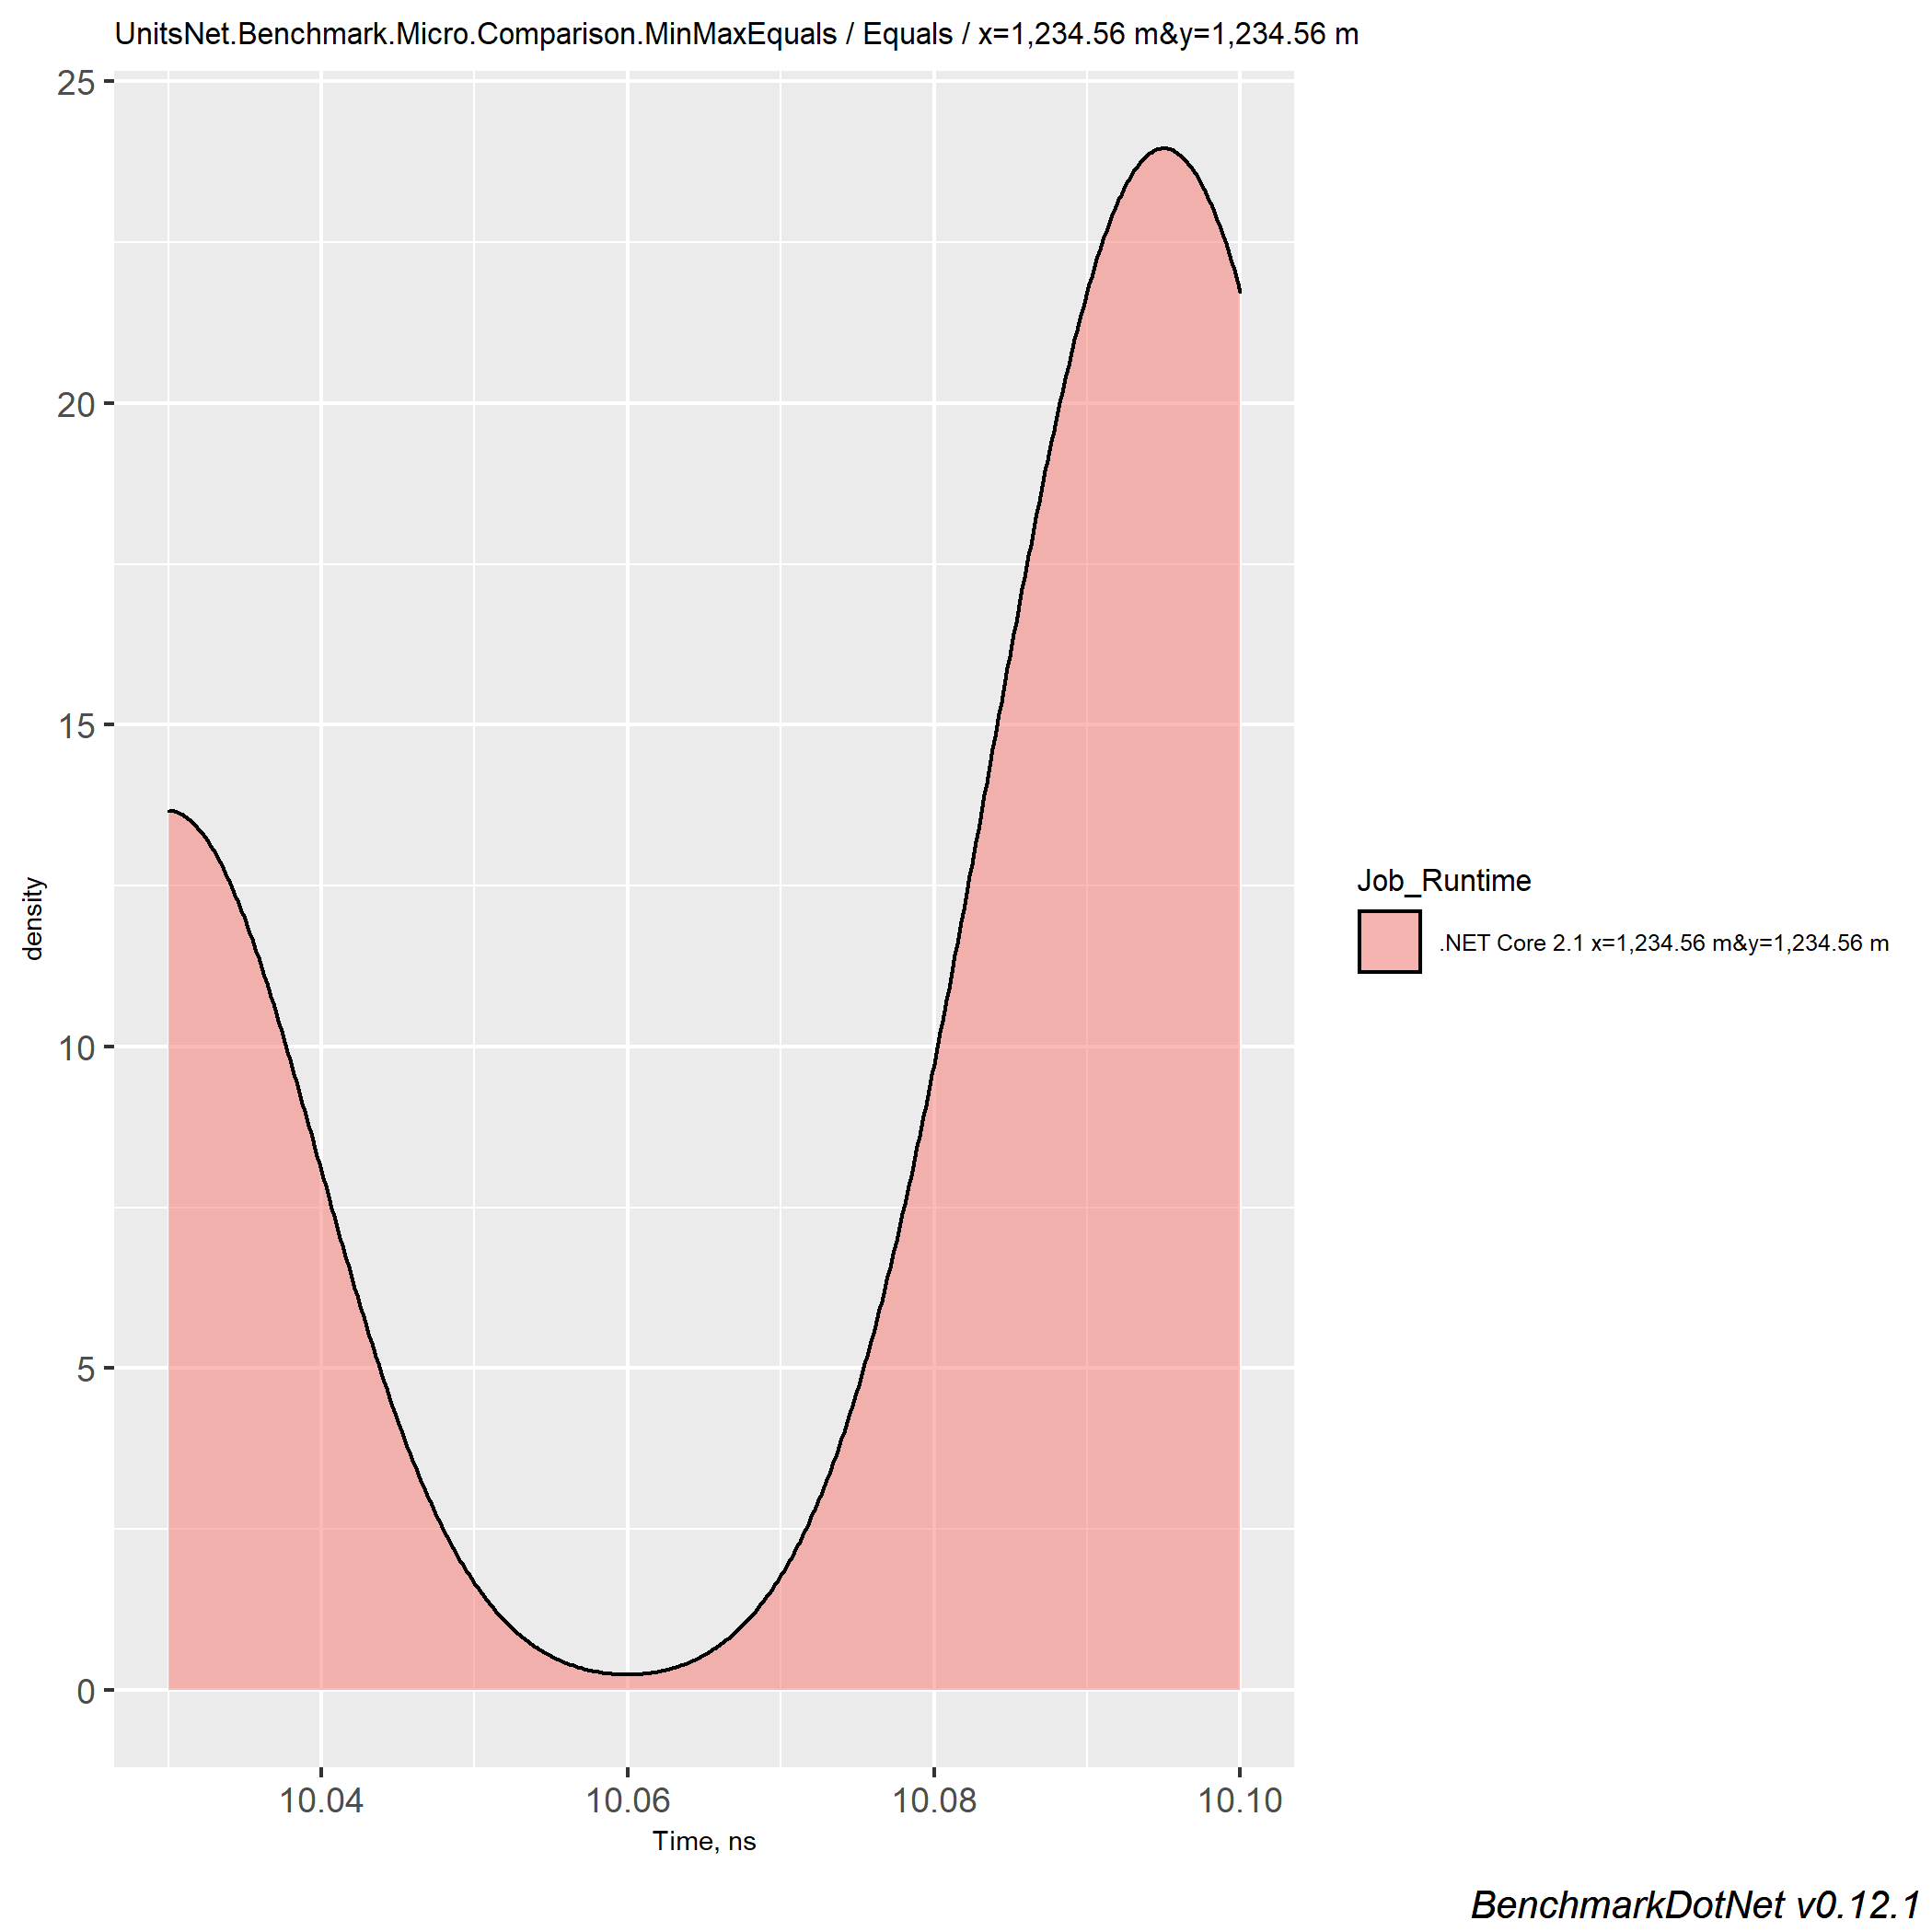 UnitsNet.Benchmark.Micro.Comparison.MinMaxEquals / Equals / x=1,234.56 m&y=1,234.56 m
25
20
15
10
5
0
density
10.04 10.06 10.08 10.10
Time, ns
Job_Runtime
.NET Core 2.1 x=1,234.56 m&y=1,234.56 m
BenchmarkDotNet v0.12.1